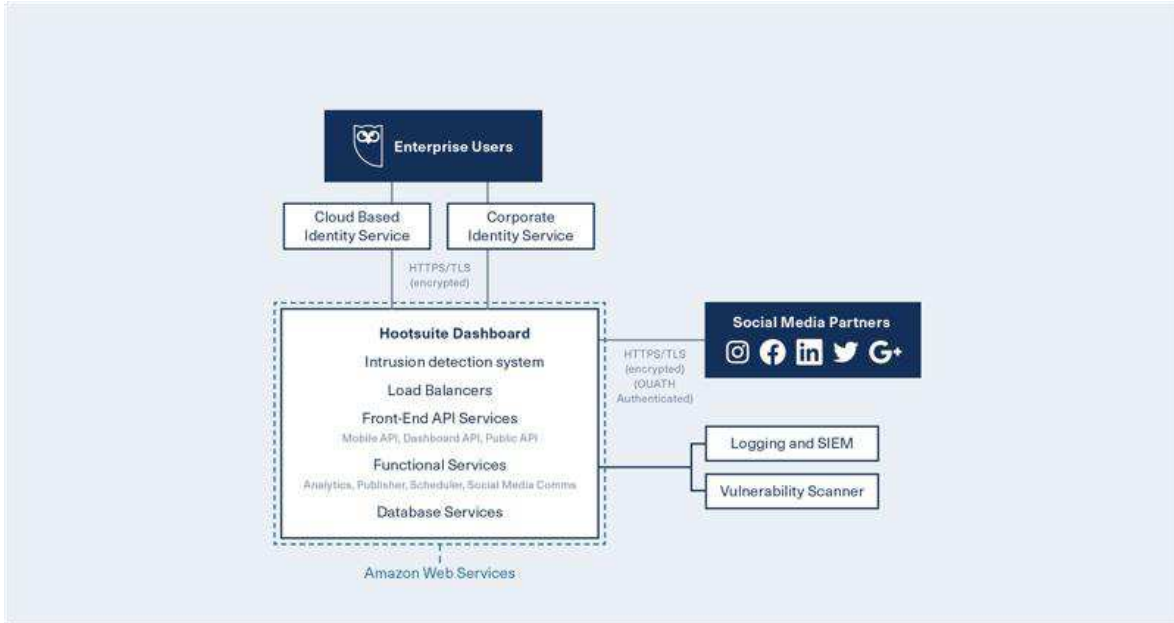 Enterprise Users
Cloud Based
Identity Service
Corporate
Identity Service
HTTPS/TLS
(encrypted)
Hootsuite Dashboard
Intrusion detection system
Load Balancers
Front-End API Services
Mobile API, Dashboard API, Public API
Functional Services
Analytics, Publisher, Scheduler, Social Media Comms
Database Services
Amazon Web Services
HTTPS/TLS
(encrypted)
(OUATH
Authenticated)
Social Media Partners
in
G+
Logging and SIEM
Vulnerability Scanner